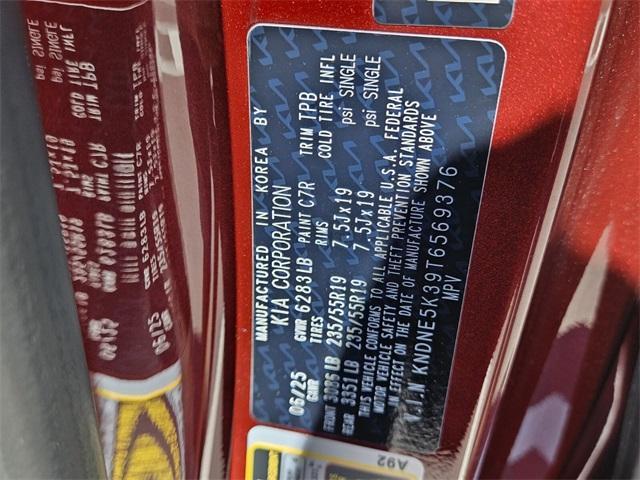 MANUFACTURED IN KOREA BY
KIA CORPORATION
06/25 GVWR 6283LB PAINT C7R TRIM TPB
GAWR TIRES RIMS COLD TIRE INFL
FRONT 3086LB 235/55R19 7.5Jx19 psi SINGLE
REAR 3351LB 235/55R19 7.5Jx19 psi SINGLE
THIS VEHICLE CONFORMS TO ALL APPLICABLE U.S.A. FEDERAL
MOTOR VEHICLE SAFETY AND THEFT PREVENTION STANDARDS
IN EFFECT ON THE DATE OF MANUFACTURE SHOWN ABOVE
V.I.N KNDNE5K39T6569376
MPV
A92